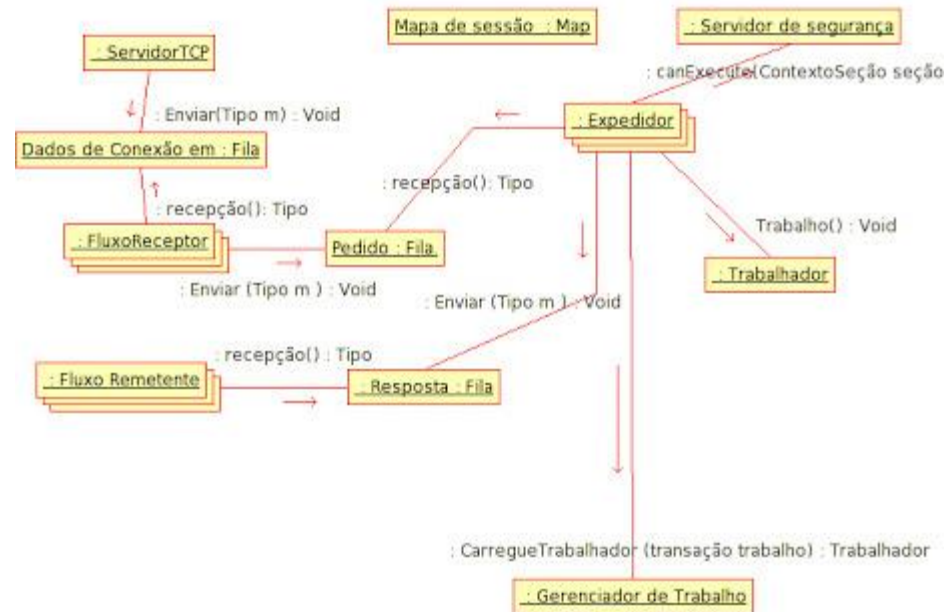 Mapa de sessão : Map
: Servidor de segurança
: ServidorTCP
: canExecute(ContextoSeção seção
: Enviar(Tipo m) : Void
: Expedidor
Dados de Conexão em : Fila
: recepção(): Tipo
: recepção(): Tipo
Trabalho() : Void
: FluxoReceptor
Pedido : Fila
: Trabalhador
: Enviar (Tipo m ) : Void
: Enviar (Tipo m ) : Void
: recepção() : Tipo
: Fluxo Remetente
: Resposta : Fila
: CarregueTrabalhador (transação trabalho) : Trabalhador
: Gerenciador de Trabalho